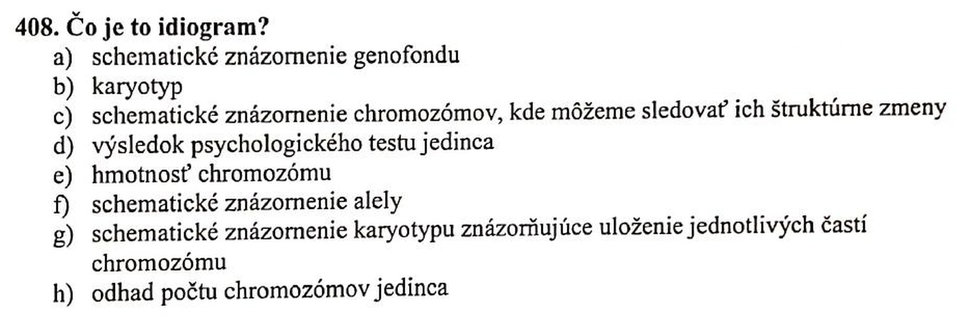 408. Čo je to idiogram?
a) schematické znázornenie genofondu
b) karyotyp
c) schematické znázornenie chromozómov, kde môžeme sledovať ich štruktúrne zmeny
d) výsledok psychologického testu jedinca
e) hmotnosť chromozómu
f) schematické znázornenie alely
g) schematické znázornenie karyotypu znázorňujúce uloženie jednotlivých častí
chromozómu
h) odhad počtu chromozómov jedinca